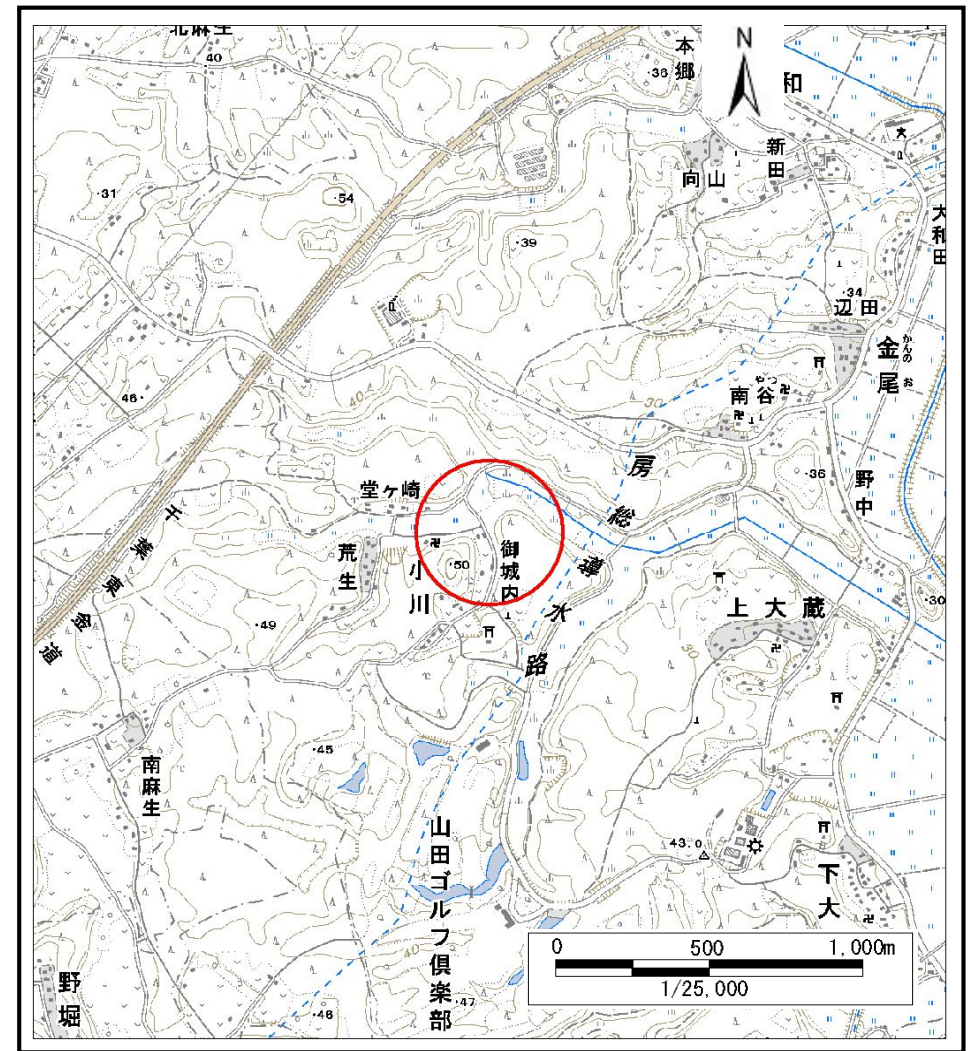 北麻生
40
本郷
·36
N
和
新田
向山
·31
·54
·39
大和田
·34
辺田
かんの お
金尾
46·
40
30
やつ
南谷
房総導水路
·36
野中
堂ヶ崎
荒生
小川
·50
御城内
千葉東金道
·49
上大蔵
30
·30
·45
南麻生
山田ゴルフ倶楽部
43.0
下大
40
野堀
·46
·47
0 500 1,000m
1/25,000